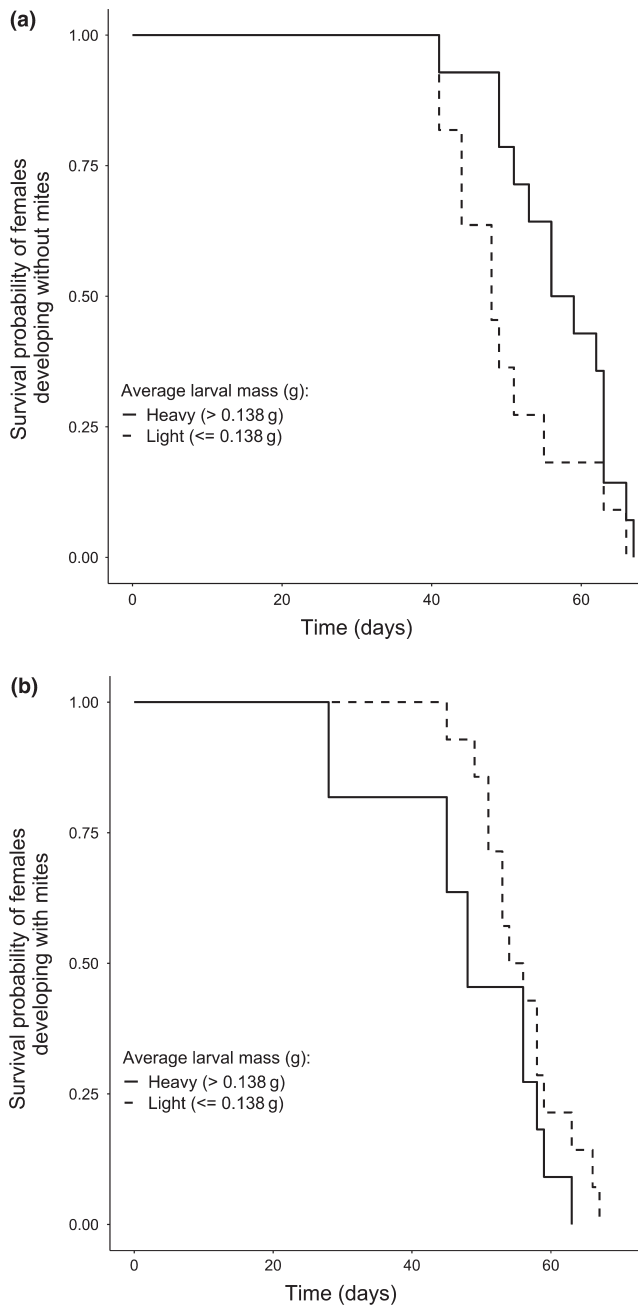 (a)
Survival probability of females
developing without mites
1.00
0.75
0.50
0.25
0.00
Average larval mass (g):
Heavy (> 0.138 g)
Light (<= 0.138 g)
0 20 40 60
Time (days)
(b)
Survival probability of females
developing with mites
1.00
0.75
0.50
0.25
0.00
Average larval mass (g):
Heavy (> 0.138 g)
Light (<= 0.138 g)
0 20 40 60
Time (days)